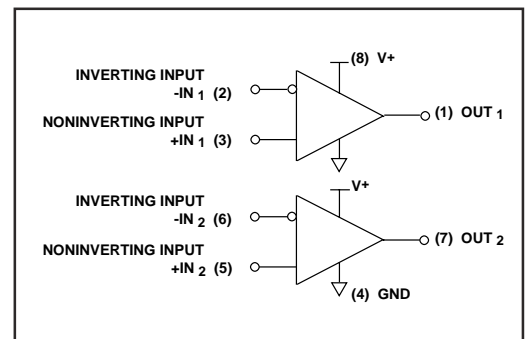 (8) V+
INVERTING INPUT
-IN 1 (2)
(1) OUT 1
NONINVERTING INPUT
+IN 1 (3)
V+
INVERTING INPUT
-IN 2 (6)
(7) OUT 2
NONINVERTING INPUT
+IN 2 (5)
(4) GND